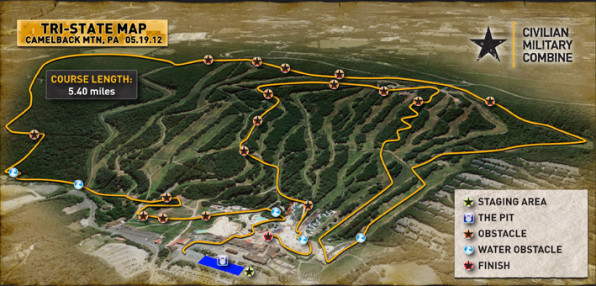 TRI-STATE MAP
CAMELBACK MTN, PA 05.19.12
CIVILIAN
MILITARY
COMBINE
COURSE LENGTH:
5.40 miles
STAGING AREA
THE PIT
OBSTACLE
WATER OBSTACLE
FINISH